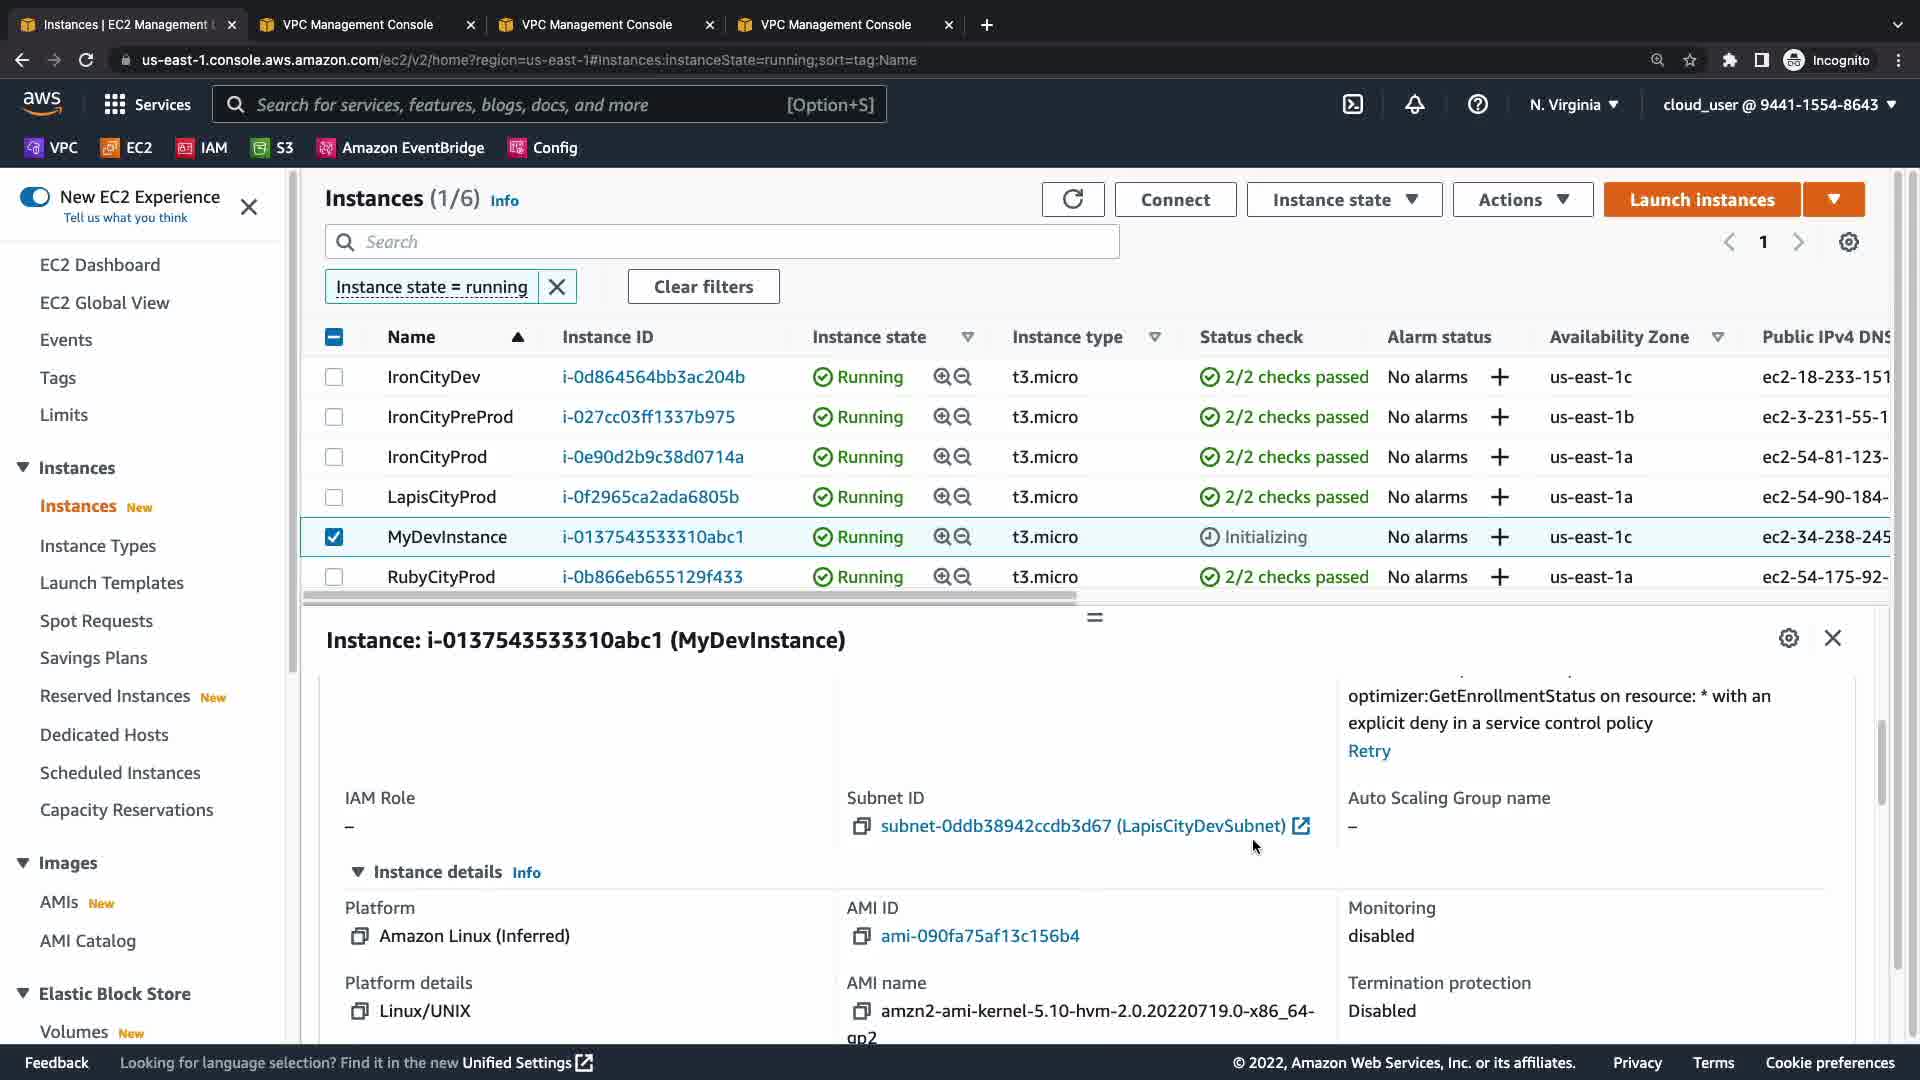 Instances | EC2 Management
VPC Management Console
VPC Management Console
VPC Management Console
us-east-1.console.aws.amazon.com/ec2/v2/home?region=us-east-1#Instances:instanceState=running;sort=tag:Name
Incognito
aws
Services
Search for services, features, blogs, docs, and more
[Option+S]
N. Virginia
cloud_user @ 9441-1554-8643
VPC
EC2
IAM
S3
Amazon EventBridge
Config
New EC2 Experience
Tell us what you think
EC2 Dashboard
EC2 Global View
Events
Tags
Limits
Instances
Instances New
Instance Types
Launch Templates
Spot Requests
Savings Plans
Reserved Instances New
Dedicated Hosts
Scheduled Instances
Capacity Reservations
Images
AMIs New
AMI Catalog
Elastic Block Store
Volumes New
Instances (1/6) Info
Connect
Instance state
Actions
Launch instances
Search
1
Instance state = running
Clear filters
Name Instance ID Instance state Instance type Status check Alarm status Availability Zone Public IPv4 DNS
IronCityDev i-0d864564bb3ac204b Running t3.micro 2/2 checks passed No alarms + us-east-1c ec2-18-233-151
IronCityPreProd i-027cc03ff1337b975 Running t3.micro 2/2 checks passed No alarms + us-east-1b ec2-3-231-55-1
IronCityProd i-0e90d2b9c38d0714a Running t3.micro 2/2 checks passed No alarms + us-east-1a ec2-54-81-123-
LapisCityProd i-0f2965ca2ada6805b Running t3.micro 2/2 checks passed No alarms + us-east-1a ec2-54-90-184-
MyDevInstance i-0137543533310abc1 Running t3.micro Initializing No alarms + us-east-1c ec2-34-238-245
RubyCityProd i-0b866eb655129f433 Running t3.micro 2/2 checks passed No alarms + us-east-1a ec2-54-175-92-
Instance: i-0137543533310abc1 (MyDevInstance)
optimizer:GetEnrollmentStatus on resource: * with an
explicit deny in a service control policy
Retry
IAM Role
–
Subnet ID
subnet-0ddb38942ccdb3d67 (LapisCityDevSubnet)
Auto Scaling Group name
–
Instance details Info
Platform
Amazon Linux (Inferred)
AMI ID
ami-090fa75af13c156b4
Monitoring
disabled
Platform details
Linux/UNIX
AMI name
amzn2-ami-kernel-5.10-hvm-2.0.20220719.0-x86_64-
gp2
Termination protection
Disabled
Feedback
Looking for language selection? Find it in the new Unified Settings
© 2022, Amazon Web Services, Inc. or its affiliates.
Privacy
Terms
Cookie preferences